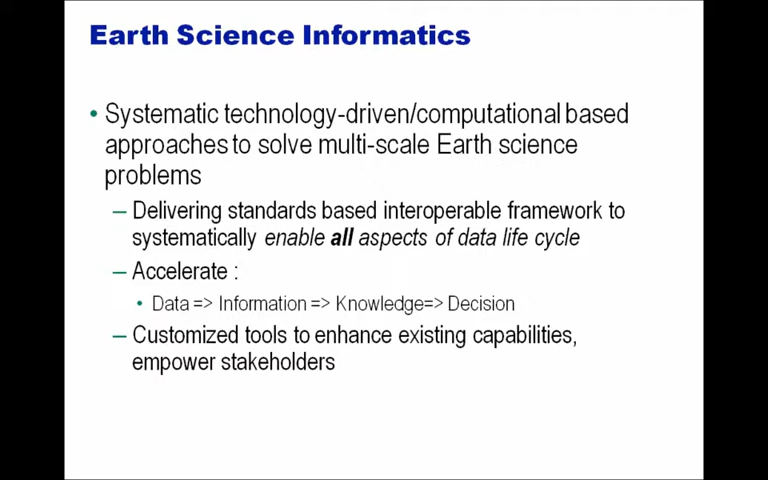 Earth Science Informatics
• Systematic technology-driven/computational based
approaches to solve multi-scale Earth science
problems
– Delivering standards based interoperable framework to
systematically enable all aspects of data life cycle
– Accelerate :
• Data => Information => Knowledge=> Decision
– Customized tools to enhance existing capabilities,
empower stakeholders